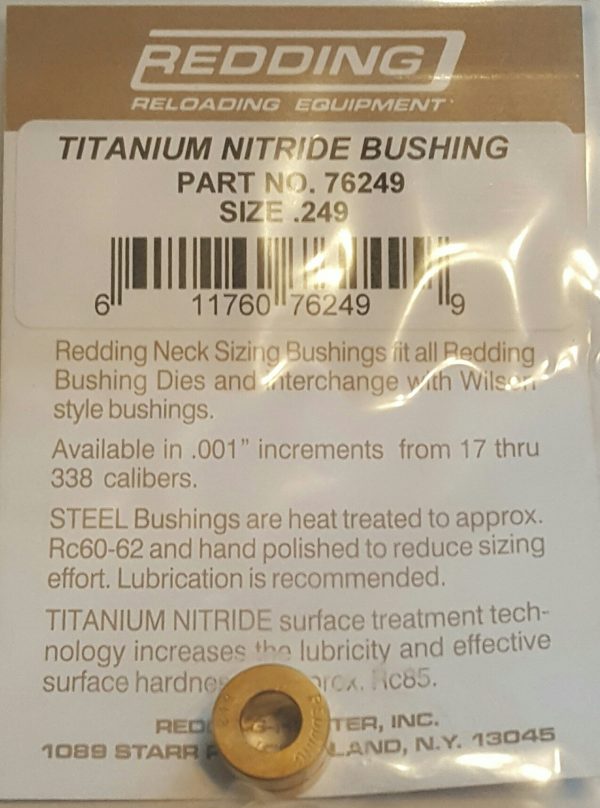 REDDING
RELOADING EQUIPMENT
TITANIUM NITRIDE BUSHING
PART NO. 76249
SIZE .249
6 11760 76249 9
Redding Neck Sizing Bushings fit all Redding
Bushing Dies and interchange with Wilson
style bushings.
Available in .001" increments from 17 thru
338 calibers.
STEEL Bushings are heat treated to approx.
Rc60-62 and hand polished to reduce sizing
effort. Lubrication is recommended.
TITANIUM NITRIDE surface treatment tech-
nology increases the lubricity and effective
surface Rc85.
INC.
1089 STARR N.Y. 13045